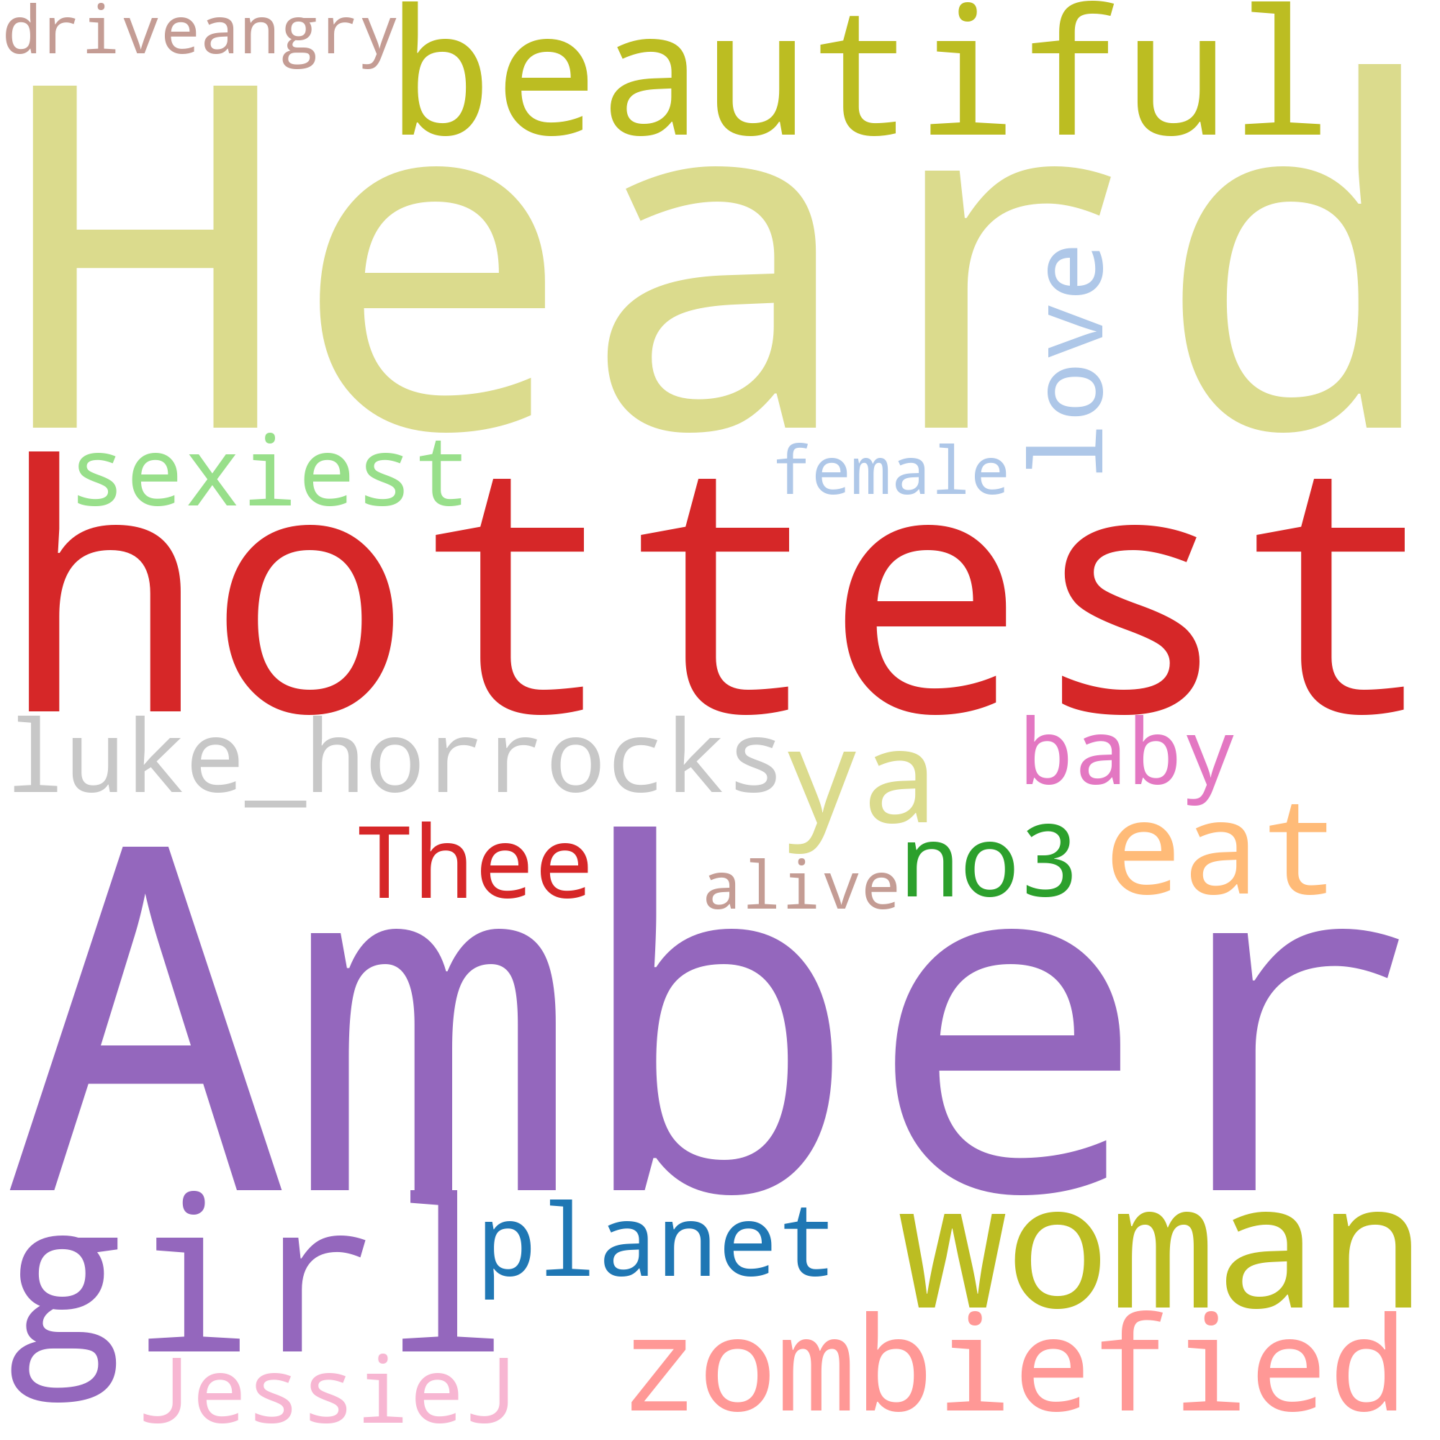 driveangry
beautiful
Heard
love
sexiest
female
hottest
luke_horrocks
ya
baby
Thee
alive
no3
eat
Amber
girl
planet
woman
zombiefied
JessieJ